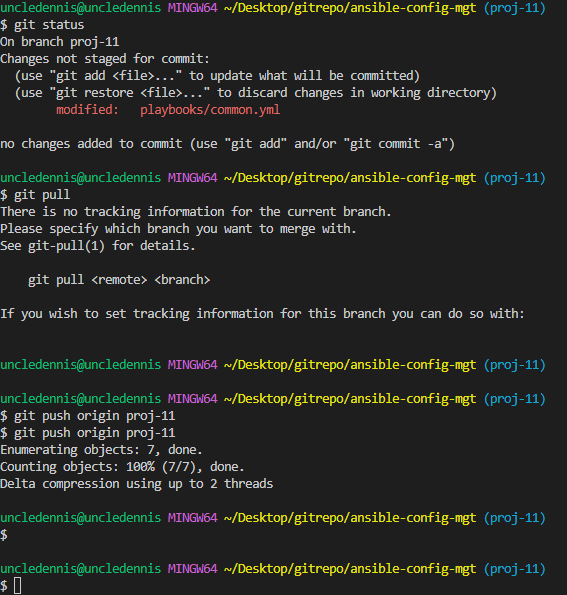 uncledennis@uncledennis MINGW64 ~/Desktop/gitrepo/ansible-config-mgt (proj-11)
$ git status
On branch proj-11
Changes not staged for commit:
  (use "git add <file>..." to update what will be committed)
  (use "git restore <file>..." to discard changes in working directory)
        modified:   playbooks/common.yml

no changes added to commit (use "git add" and/or "git commit -a")

uncledennis@uncledennis MINGW64 ~/Desktop/gitrepo/ansible-config-mgt (proj-11)
$ git pull
There is no tracking information for the current branch.
Please specify which branch you want to merge with.
See git-pull(1) for details.

    git pull <remote> <branch>

If you wish to set tracking information for this branch you can do so with:


uncledennis@uncledennis MINGW64 ~/Desktop/gitrepo/ansible-config-mgt (proj-11)

uncledennis@uncledennis MINGW64 ~/Desktop/gitrepo/ansible-config-mgt (proj-11)
$ git push origin proj-11
$ git push origin proj-11
Enumerating objects: 7, done.
Counting objects: 100% (7/7), done.
Delta compression using up to 2 threads

uncledennis@uncledennis MINGW64 ~/Desktop/gitrepo/ansible-config-mgt (proj-11)
$

uncledennis@uncledennis MINGW64 ~/Desktop/gitrepo/ansible-config-mgt (proj-11)
$